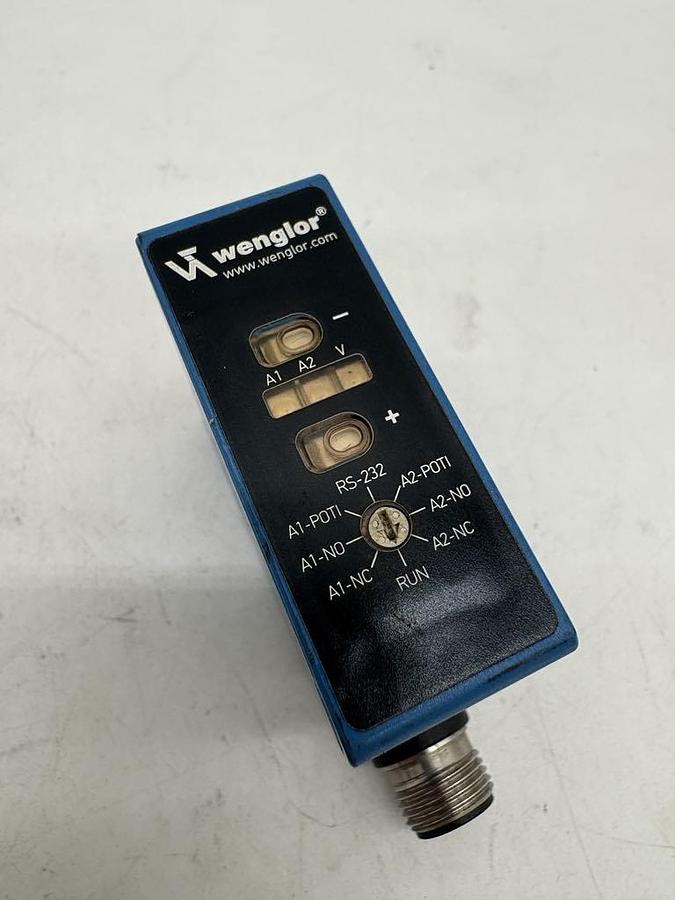 wenglor®
www.wenglor.com
−
A1 A2 V
+
RS-232
A1-POTI A2-POTI
A1-NO A2-NO
A1-NC A2-NC
RUN